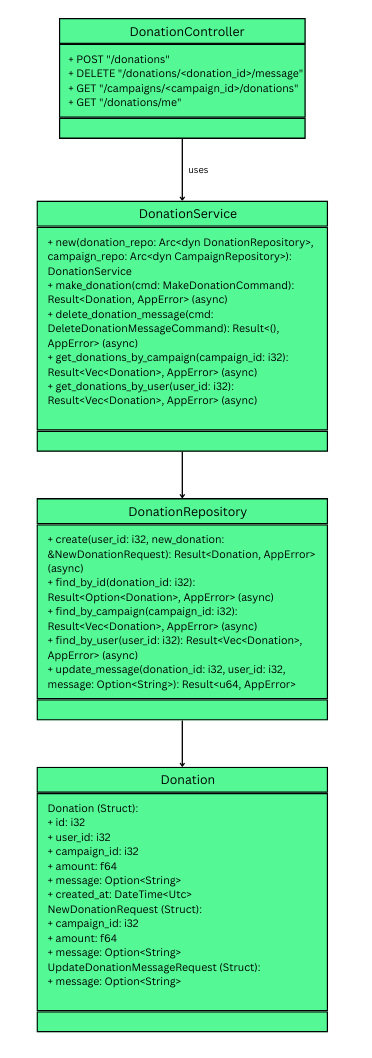 DonationController
+ POST "/donations"
+ DELETE "/donations/<donation_id>/message"
+ GET "/campaigns/<campaign_id>/donations"
+ GET "/donations/me"
uses
DonationService
+ new(donation_repo: Arc<dyn DonationRepository>,
campaign_repo: Arc<dyn CampaignRepository>):
DonationService
+ make_donation(cmd: MakeDonationCommand):
Result<Donation, AppError> (async)
+ delete_donation_message(cmd:
DeleteDonationMessageCommand): Result<(),
AppError> (async)
+ get_donations_by_campaign(campaign_id: i32):
Result<Vec<Donation>, AppError> (async)
+ get_donations_by_user(user_id: i32):
Result<Vec<Donation>, AppError> (async)
DonationRepository
+ create(user_id: i32, new_donation:
&NewDonationRequest): Result<Donation, AppError>
(async)
+ find_by_id(donation_id: i32):
Result<Option<Donation>, AppError> (async)
+ find_by_campaign(campaign_id: i32):
Result<Vec<Donation>, AppError> (async)
+ find_by_user(user_id: i32): Result<Vec<Donation>,
AppError> (async)
+ update_message(donation_id: i32, user_id: i32,
message: Option<String>): Result<u64, AppError>
Donation
Donation (Struct):
+ id: i32
+ user_id: i32
+ campaign_id: i32
+ amount: f64
+ message: Option<String>
+ created_at: DateTime<Utc>
NewDonationRequest (Struct):
+ campaign_id: i32
+ amount: f64
+ message: Option<String>
UpdateDonationMessageRequest (Struct):
+ message: Option<String>